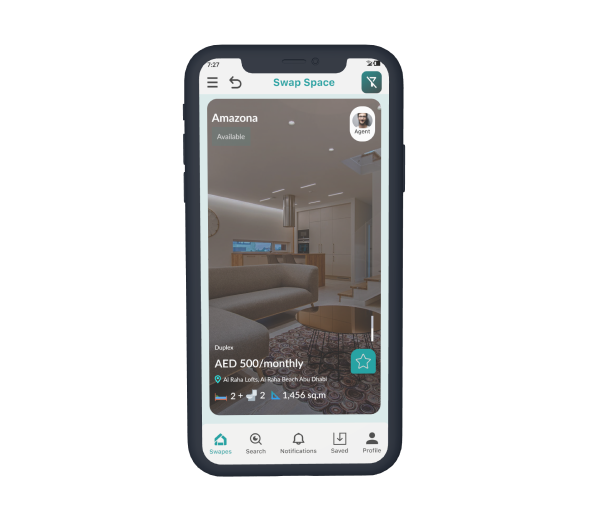 7:27
Swap Space
Amazona
Available
Agent
Duplex
AED 500/monthly
Al Raha Lofts, Al Raha Beach Abu Dhabi
2 + 2 1,456 sq.m
Swapes Search Notifications Saved Profile